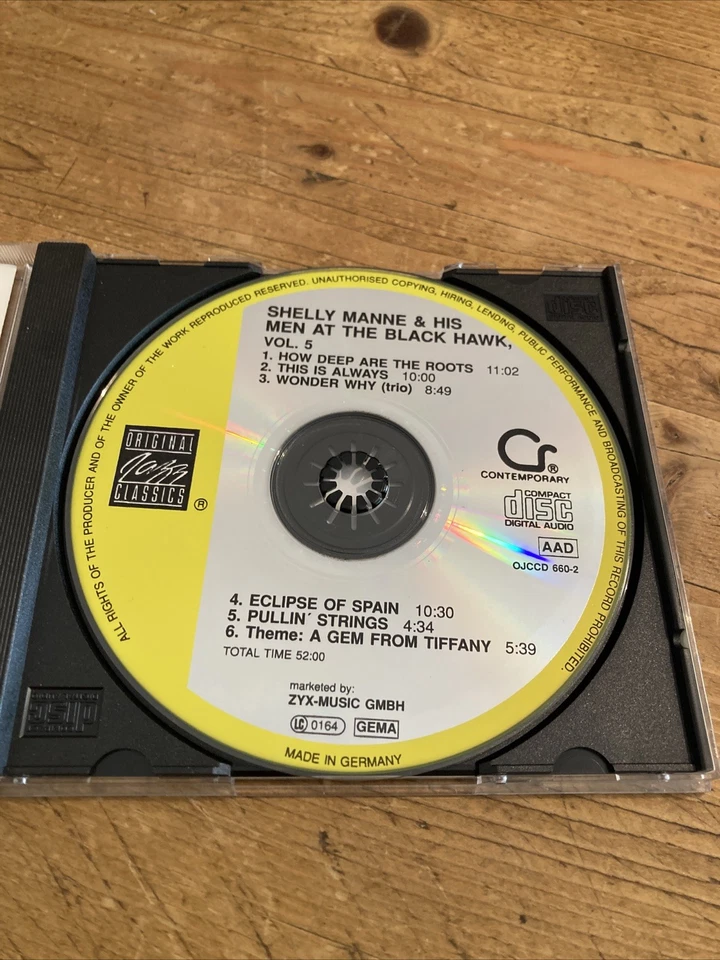 ALL RIGHTS OF THE PRODUCER AND OF THE OWNER OF THE WORK REPRODUCED RESERVED. UNAUTHORISED COPYING, HIRING, LENDING, PUBLIC PERFORMANCE AND BROADCASTING OF THIS RECORD PROHIBITED.
SHELLY MANNE & HIS
MEN AT THE BLACK HAWK,
VOL. 5
1. HOW DEEP ARE THE ROOTS 11:02
2. THIS IS ALWAYS 10:00
3. WONDER WHY (trio) 8:49
ORIGINAL
Jazz
CLASSICS
®
Cr®
CONTEMPORARY
COMPACT
disc
DIGITAL AUDIO
AAD
OJCCD 660-2
4. ECLIPSE OF SPAIN 10:30
5. PULLIN´ STRINGS 4:34
6. Theme: A GEM FROM TIFFANY 5:39
TOTAL TIME 52:00
marketed by:
ZYX-MUSIC GMBH
LC 0164 GEMA
MADE IN GERMANY
disc